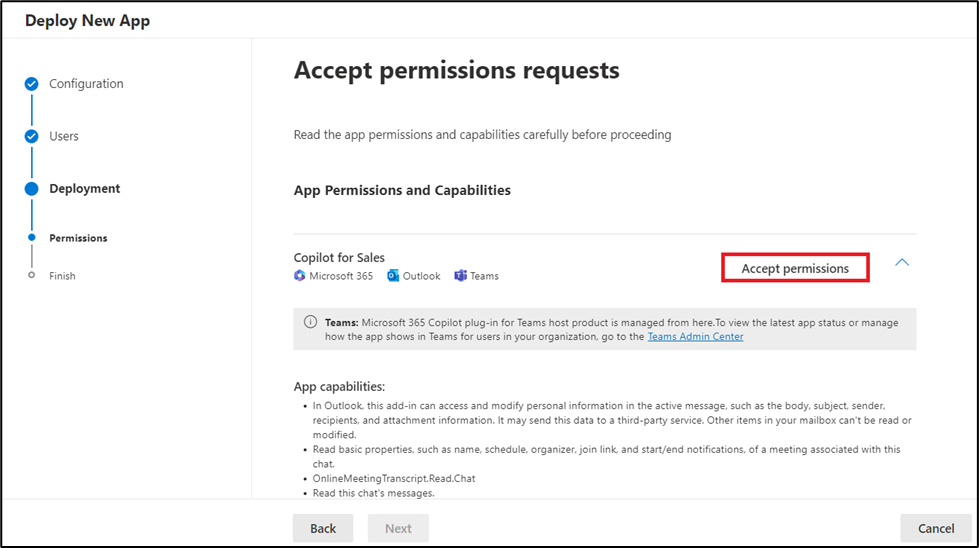 Deploy New App
Configuration
Users
Deployment
Permissions
Finish
Accept permissions requests
Read the app permissions and capabilities carefully before proceeding
App Permissions and Capabilities
Copilot for Sales
Microsoft 365 Outlook Teams
Accept permissions
Teams: Microsoft 365 Copilot plug-in for Teams host product is managed from here.To view the latest app status or manage
how the app shows in Teams for users in your organization, go to the Teams Admin Center
App capabilities:
• In Outlook, this add-in can access and modify personal information in the active message, such as the body, subject, sender,
recipients, and attachment information. It may send this data to a third-party service. Other items in your mailbox can't be read or
modified.
• Read basic properties, such as name, schedule, organizer, join link, and start/end notifications, of a meeting associated with this
chat.
• OnlineMeetingTranscript.Read.Chat
• Read this chat's messages.
Back
Next
Cancel